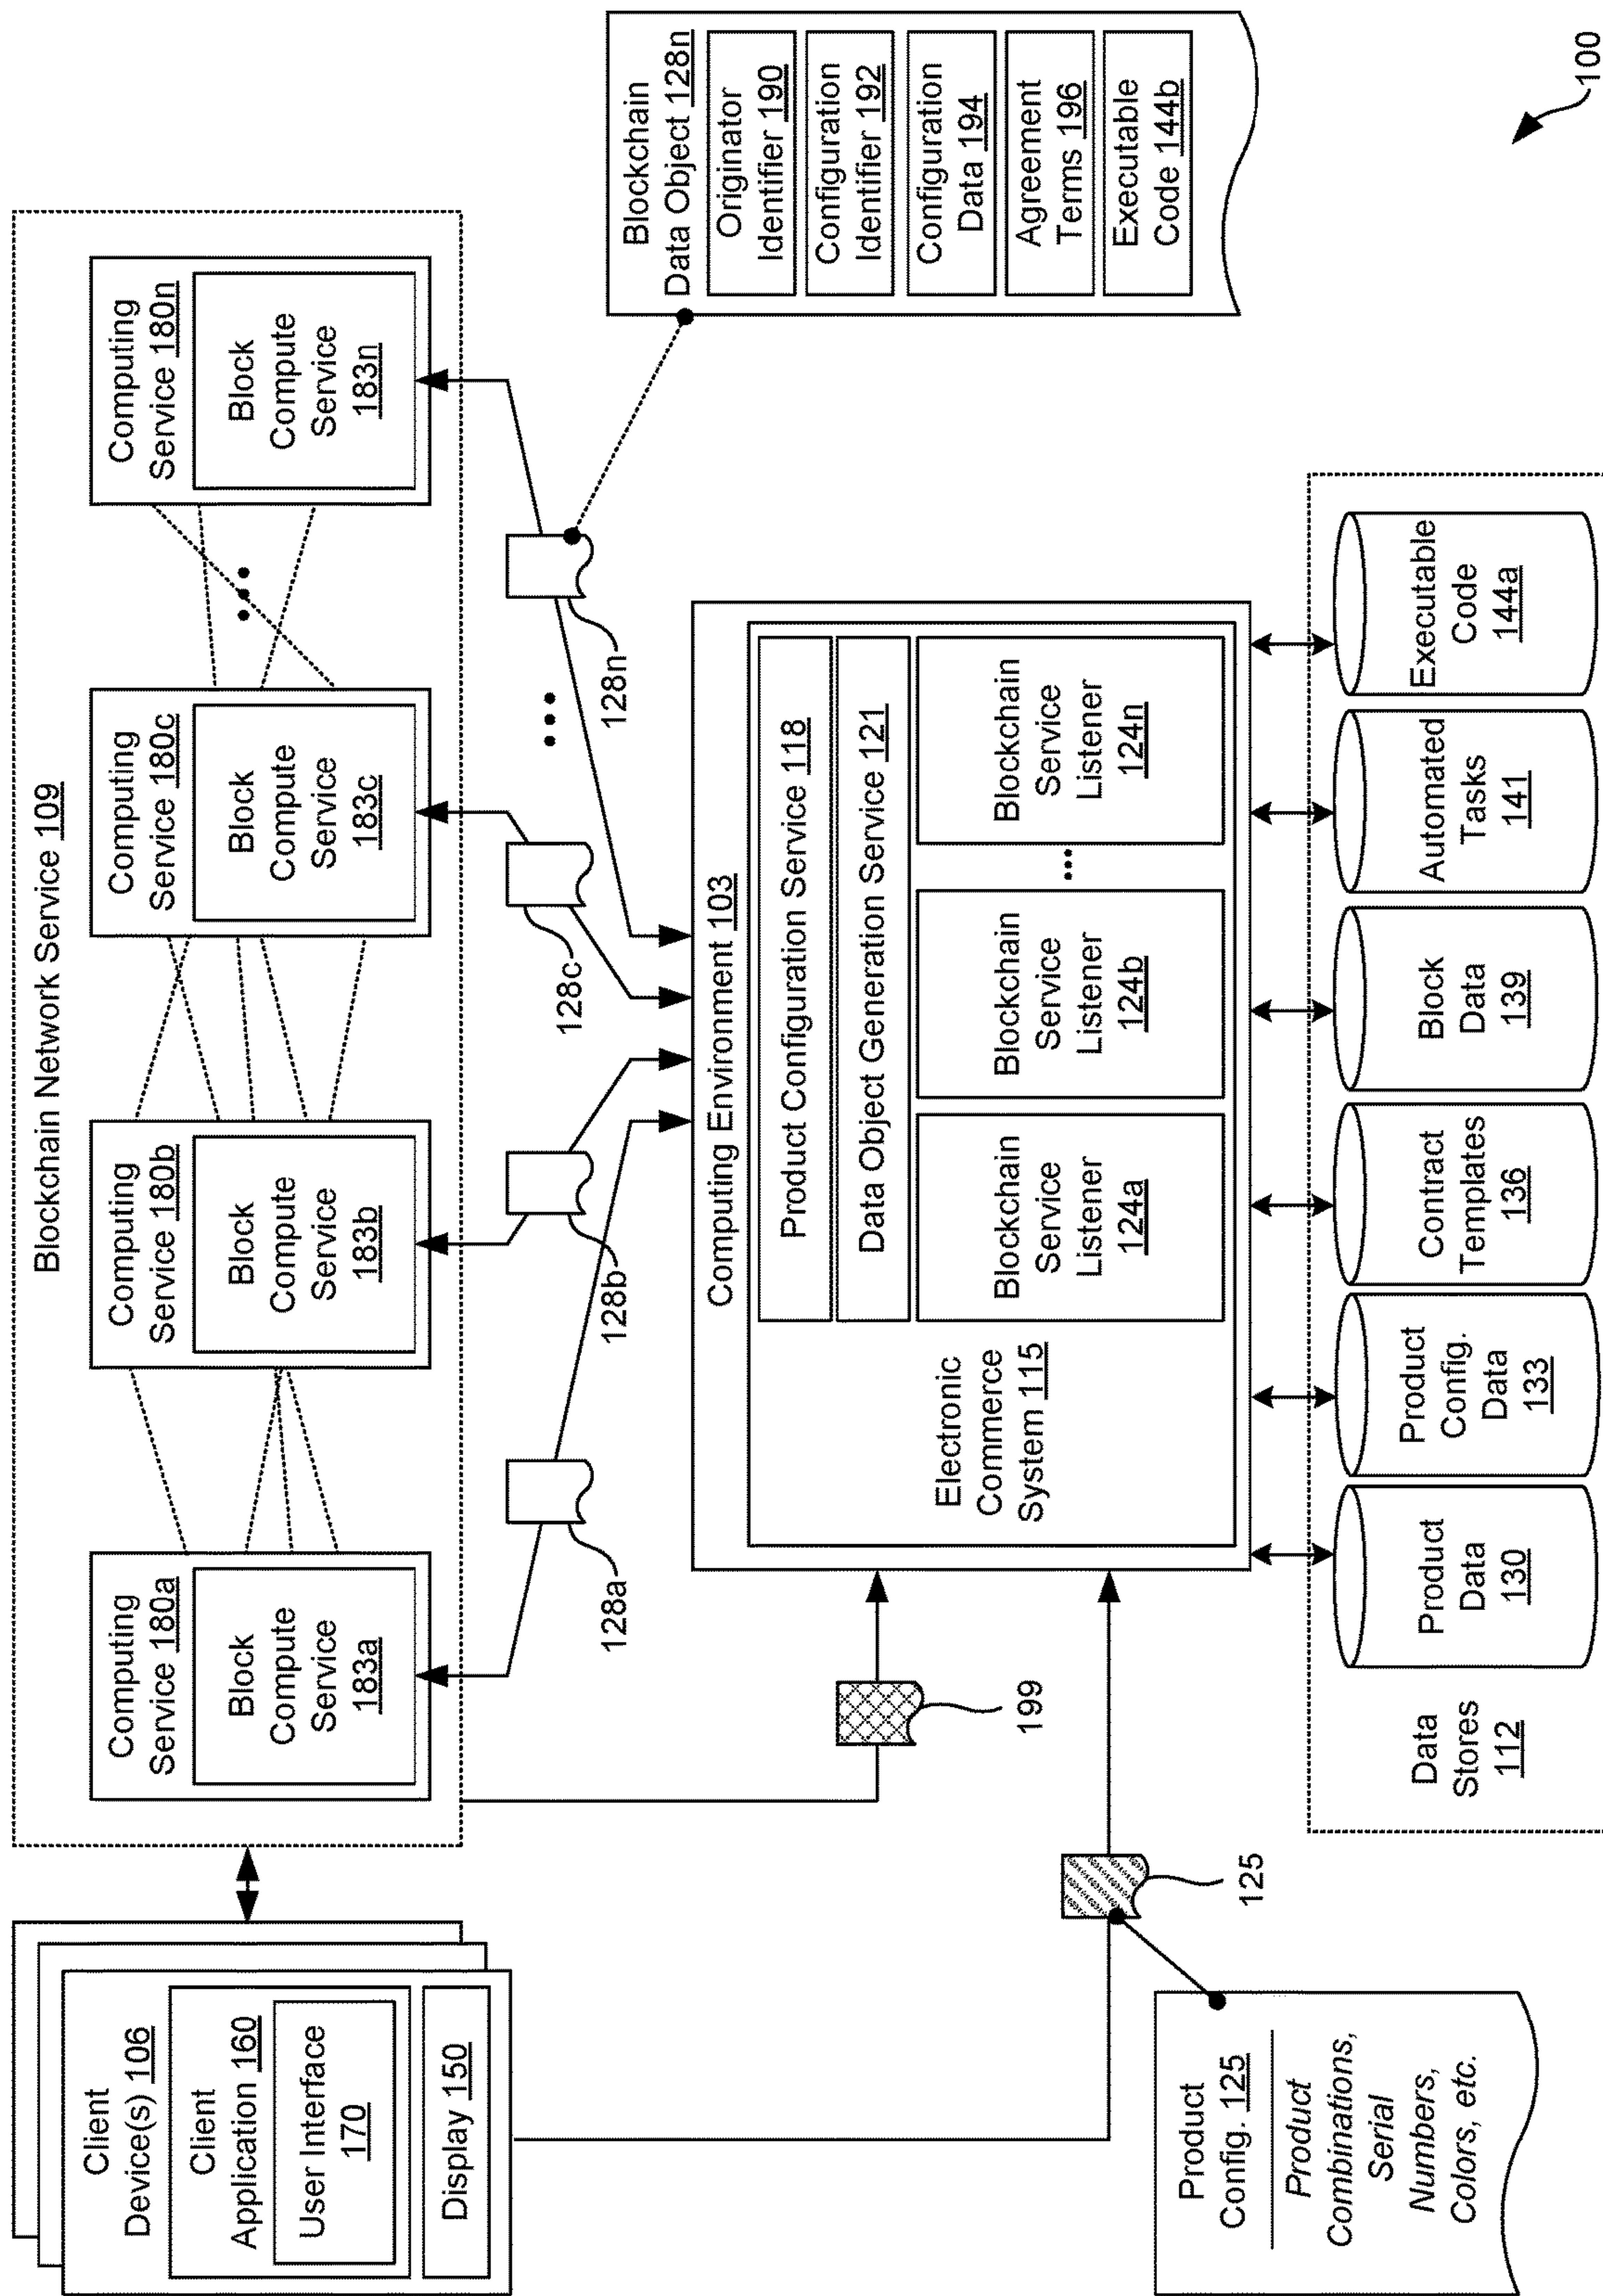 Client
Device(s) 106
Client
Application 160
User Interface
170
Display 150
Blockchain Network Service 109
Computing
Service 180a
Block
Compute
Service
183a
Computing
Service 180b
Block
Compute
Service
183b
Computing
Service 180c
Block
Compute
Service
183c
...
Computing
Service 180n
Block
Compute
Service
183n
128a
128b
128c
...
128n
199
Computing Environment 103
Electronic
Commerce
System 115
Product Configuration Service 118
Data Object Generation Service 121
Blockchain
Service
Listener
124a
Blockchain
Service
Listener
124b
...
Blockchain
Service
Listener
124n
Blockchain
Data Object 128n
Originator
Identifier 190
Configuration
Identifier 192
Configuration
Data 194
Agreement
Terms 196
Executable
Code 144b
125
Product
Config. 125
Product
Combinations,
Serial
Numbers,
Colors, etc.
Data
Stores
112
Product
Data
130
Product
Config.
Data
133
Contract
Templates
136
Block
Data
139
Automated
Tasks
141
Executable
Code
144a
100